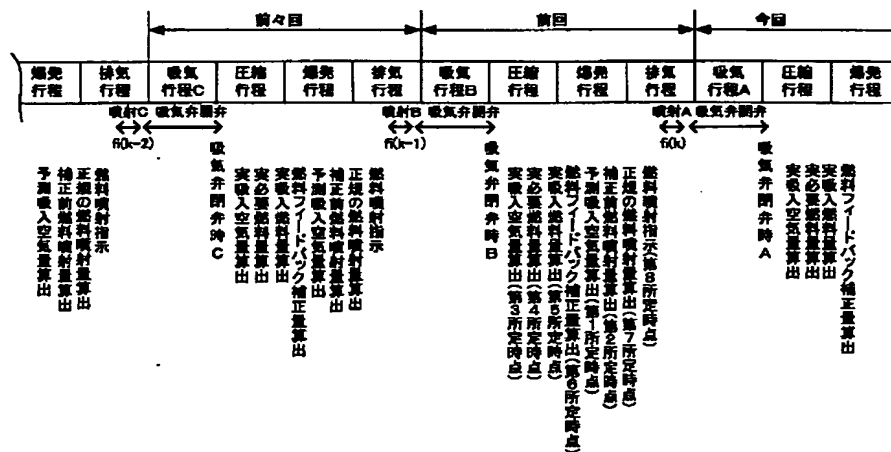 前々回
前回
今回
爆発行程
排気行程
吸気行程C
圧縮行程
爆発行程
排気行程
吸気行程B
圧縮行程
爆発行程
排気行程
吸気行程A
圧縮行程
爆発行程
噴射C
吸気弁開弁
噴射B
吸気弁開弁
噴射A
吸気弁開弁
fi(k-2)
fi(k-1)
fi(k)
予測吸入空気量算出
補正前燃料噴射量算出
正規の燃料噴射量算出
燃料噴射指示
吸気弁閉弁時C
実吸入空気量算出
実必要燃料量算出
実吸入燃料量算出
燃料フィードバック補正量算出
予測吸入空気量算出
補正前燃料噴射量算出
正規の燃料噴射量算出
燃料噴射指示
吸気弁閉弁時B
実吸入空気量算出(第3所定時点)
実必要燃料量算出(第4所定時点)
実吸入燃料量算出(第5所定時点)
燃料フィードバック補正量算出(第6所定時点)
予測吸入空気量算出(第1所定時点)
補正前燃料噴射量算出(第2所定時点)
正規の燃料噴射量算出(第7所定時点)
燃料噴射指示(第8所定時点)
吸気弁閉弁時A
実吸入空気量算出
実必要燃料量算出
実吸入燃料量算出
燃料フィードバック補正量算出